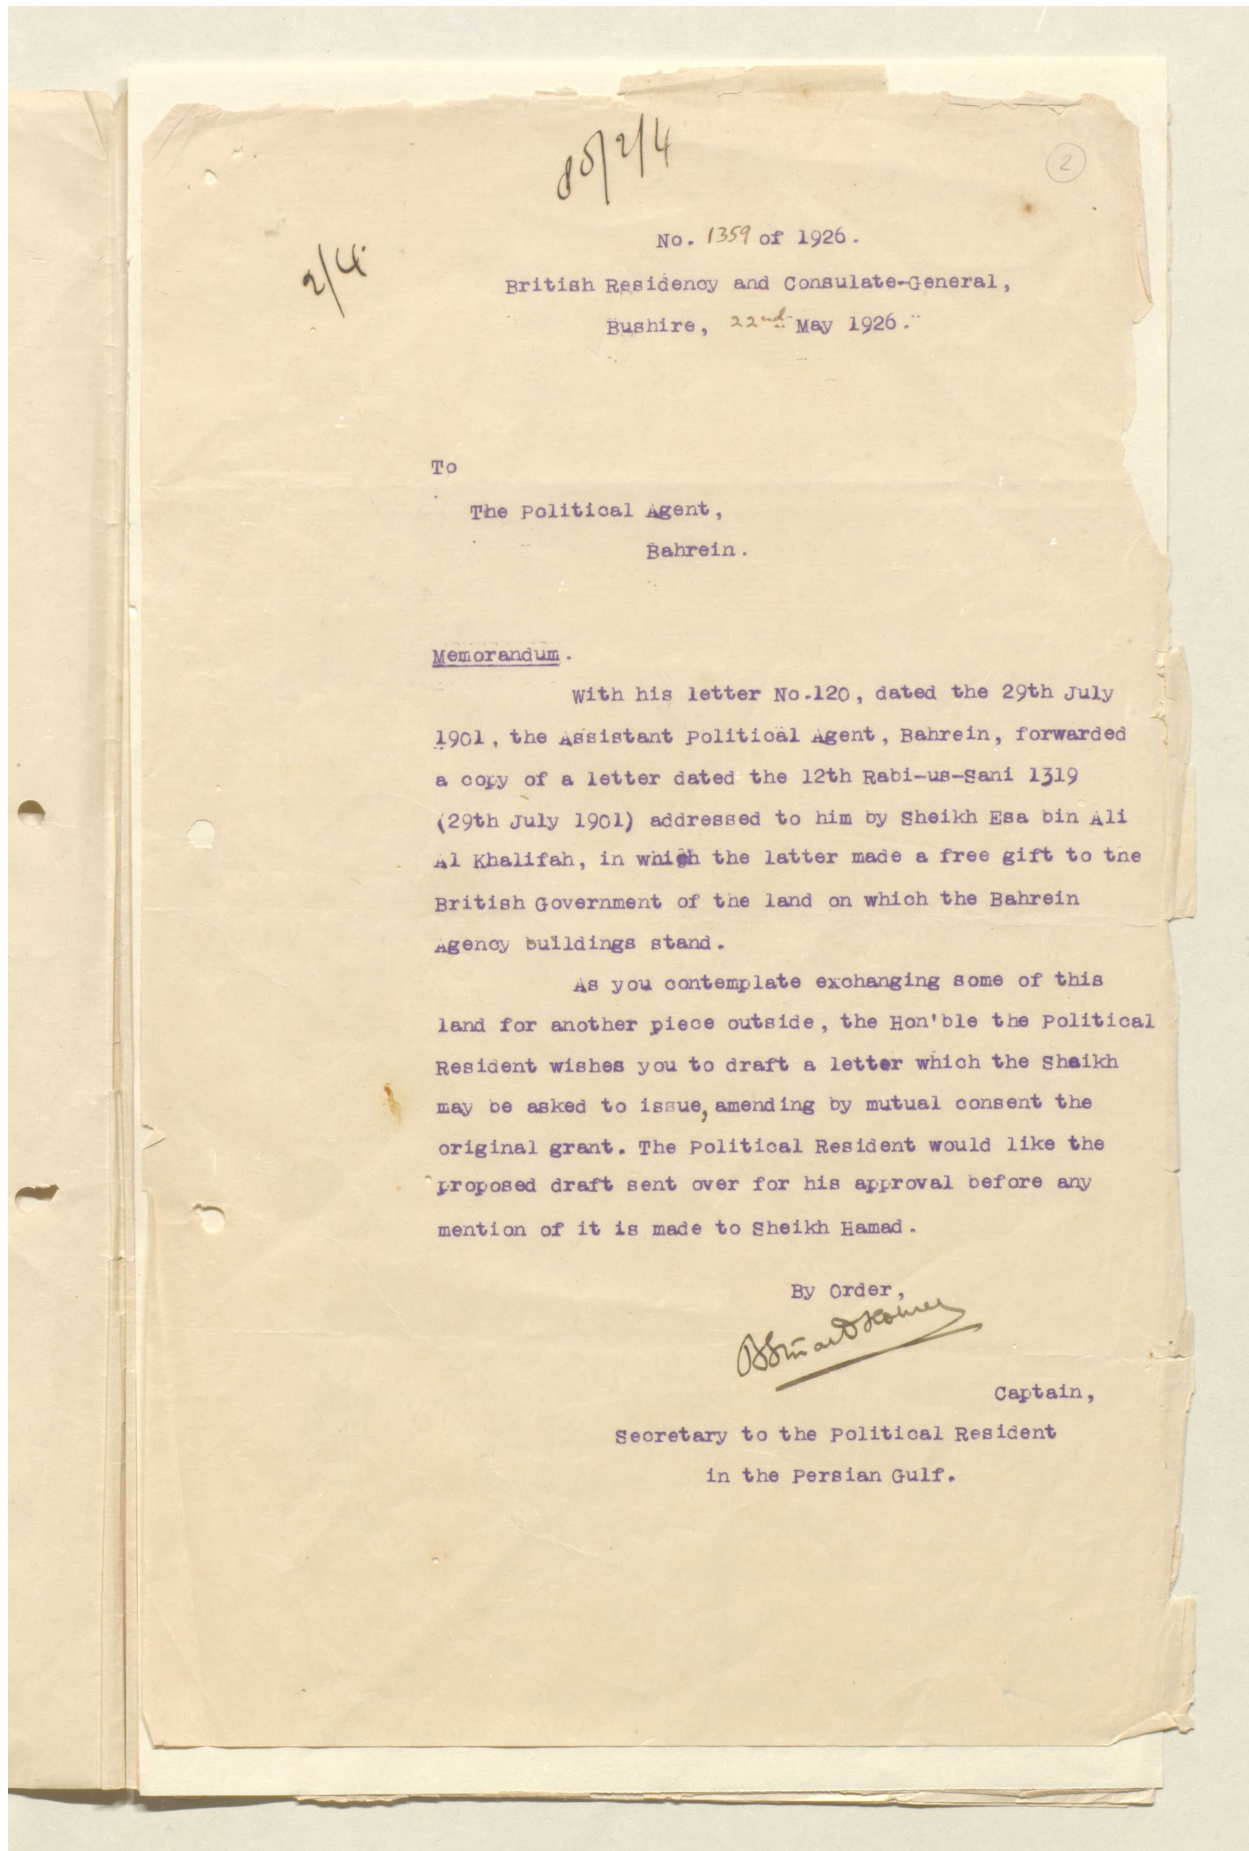 85/2/4
2
2/4
No. 1359 of 1926.
British Residency and Consulate-General,
Bushire, 22nd May 1926.
To
The Political Agent,
Bahrein.
Memorandum.
With his letter No.120, dated the 29th July
1901, the Assistant Political Agent, Bahrein, forwarded
a copy of a letter dated the 12th Rabi-us-Sani 1319
(29th July 1901) addressed to him by Sheikh Esa bin Ali
Al Khalifah, in which the latter made a free gift to the
British Government of the land on which the Bahrein
Agency buildings stand.
As you contemplate exchanging some of this
land for another piece outside, the Hon'ble the Political
Resident wishes you to draft a letter which the Shaikh
may be asked to issue, amending by mutual consent the
original grant. The Political Resident would like the
proposed draft sent over for his approval before any
mention of it is made to Sheikh Hamad.
By Order,
Captain,
Secretary to the Political Resident
in the Persian Gulf.